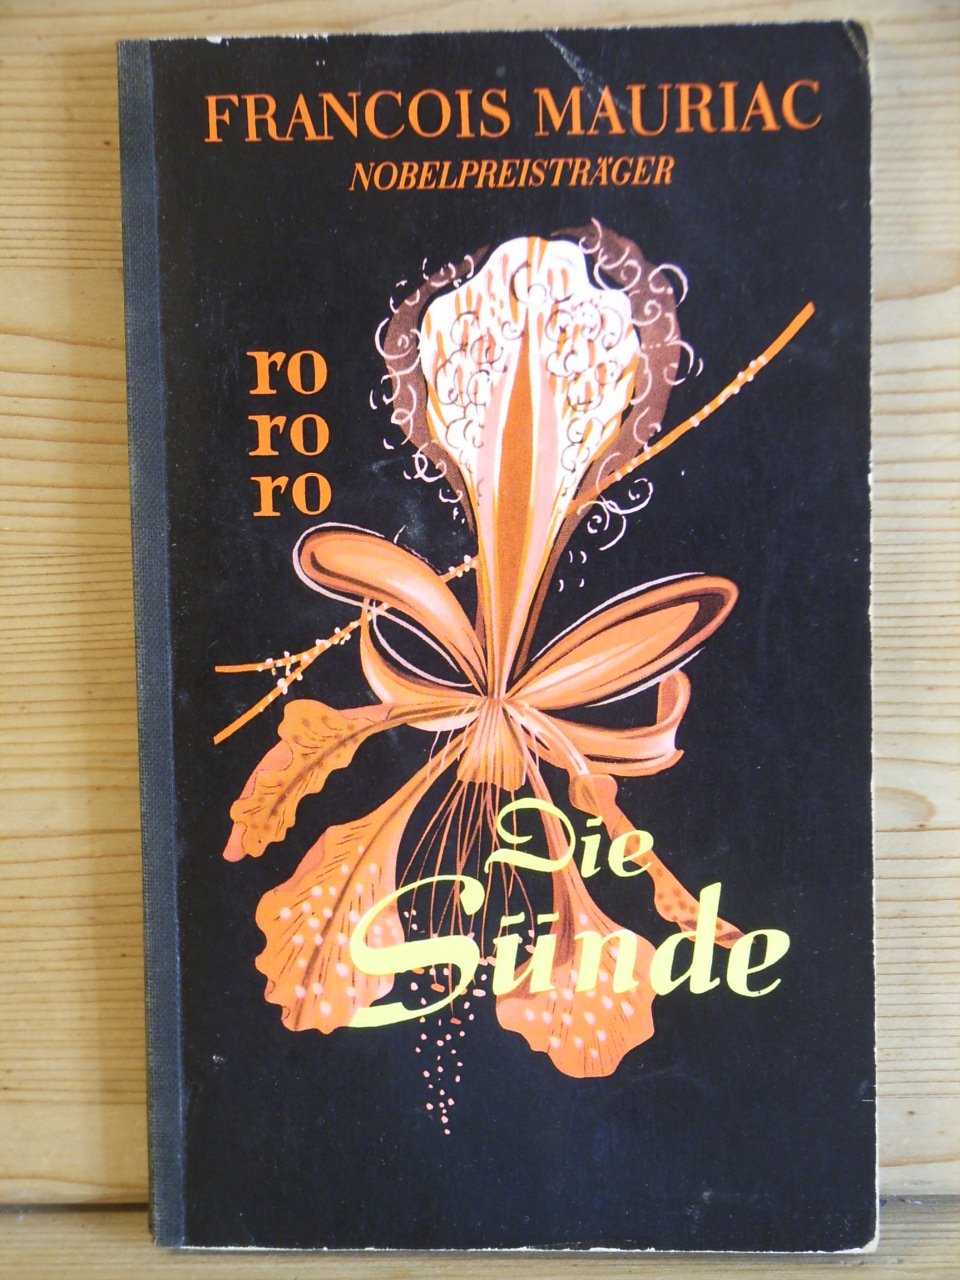 FRANCOIS MAURIAC
NOBELPREISTRÄGER
ro
ro
ro
Die
Sünde